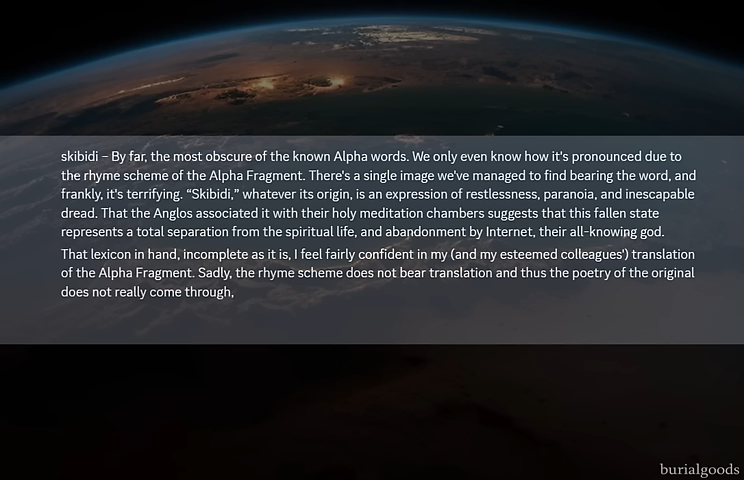 skibidi – By far, the most obscure of the known Alpha words. We only even know how it's pronounced due to
the rhyme scheme of the Alpha Fragment. There's a single image we've managed to find bearing the word, and
frankly, it's terrifying. “Skibidi,” whatever its origin, is an expression of restlessness, paranoia, and inescapable
dread. That the Anglos associated it with their holy meditation chambers suggests that this fallen state
represents a total separation from the spiritual life, and abandonment by Internet, their all-knowing god.
That lexicon in hand, incomplete as it is, I feel fairly confident in my (and my esteemed colleagues') translation
of the Alpha Fragment. Sadly, the rhyme scheme does not bear translation and thus the poetry of the original
does not really come through,
burialgoods